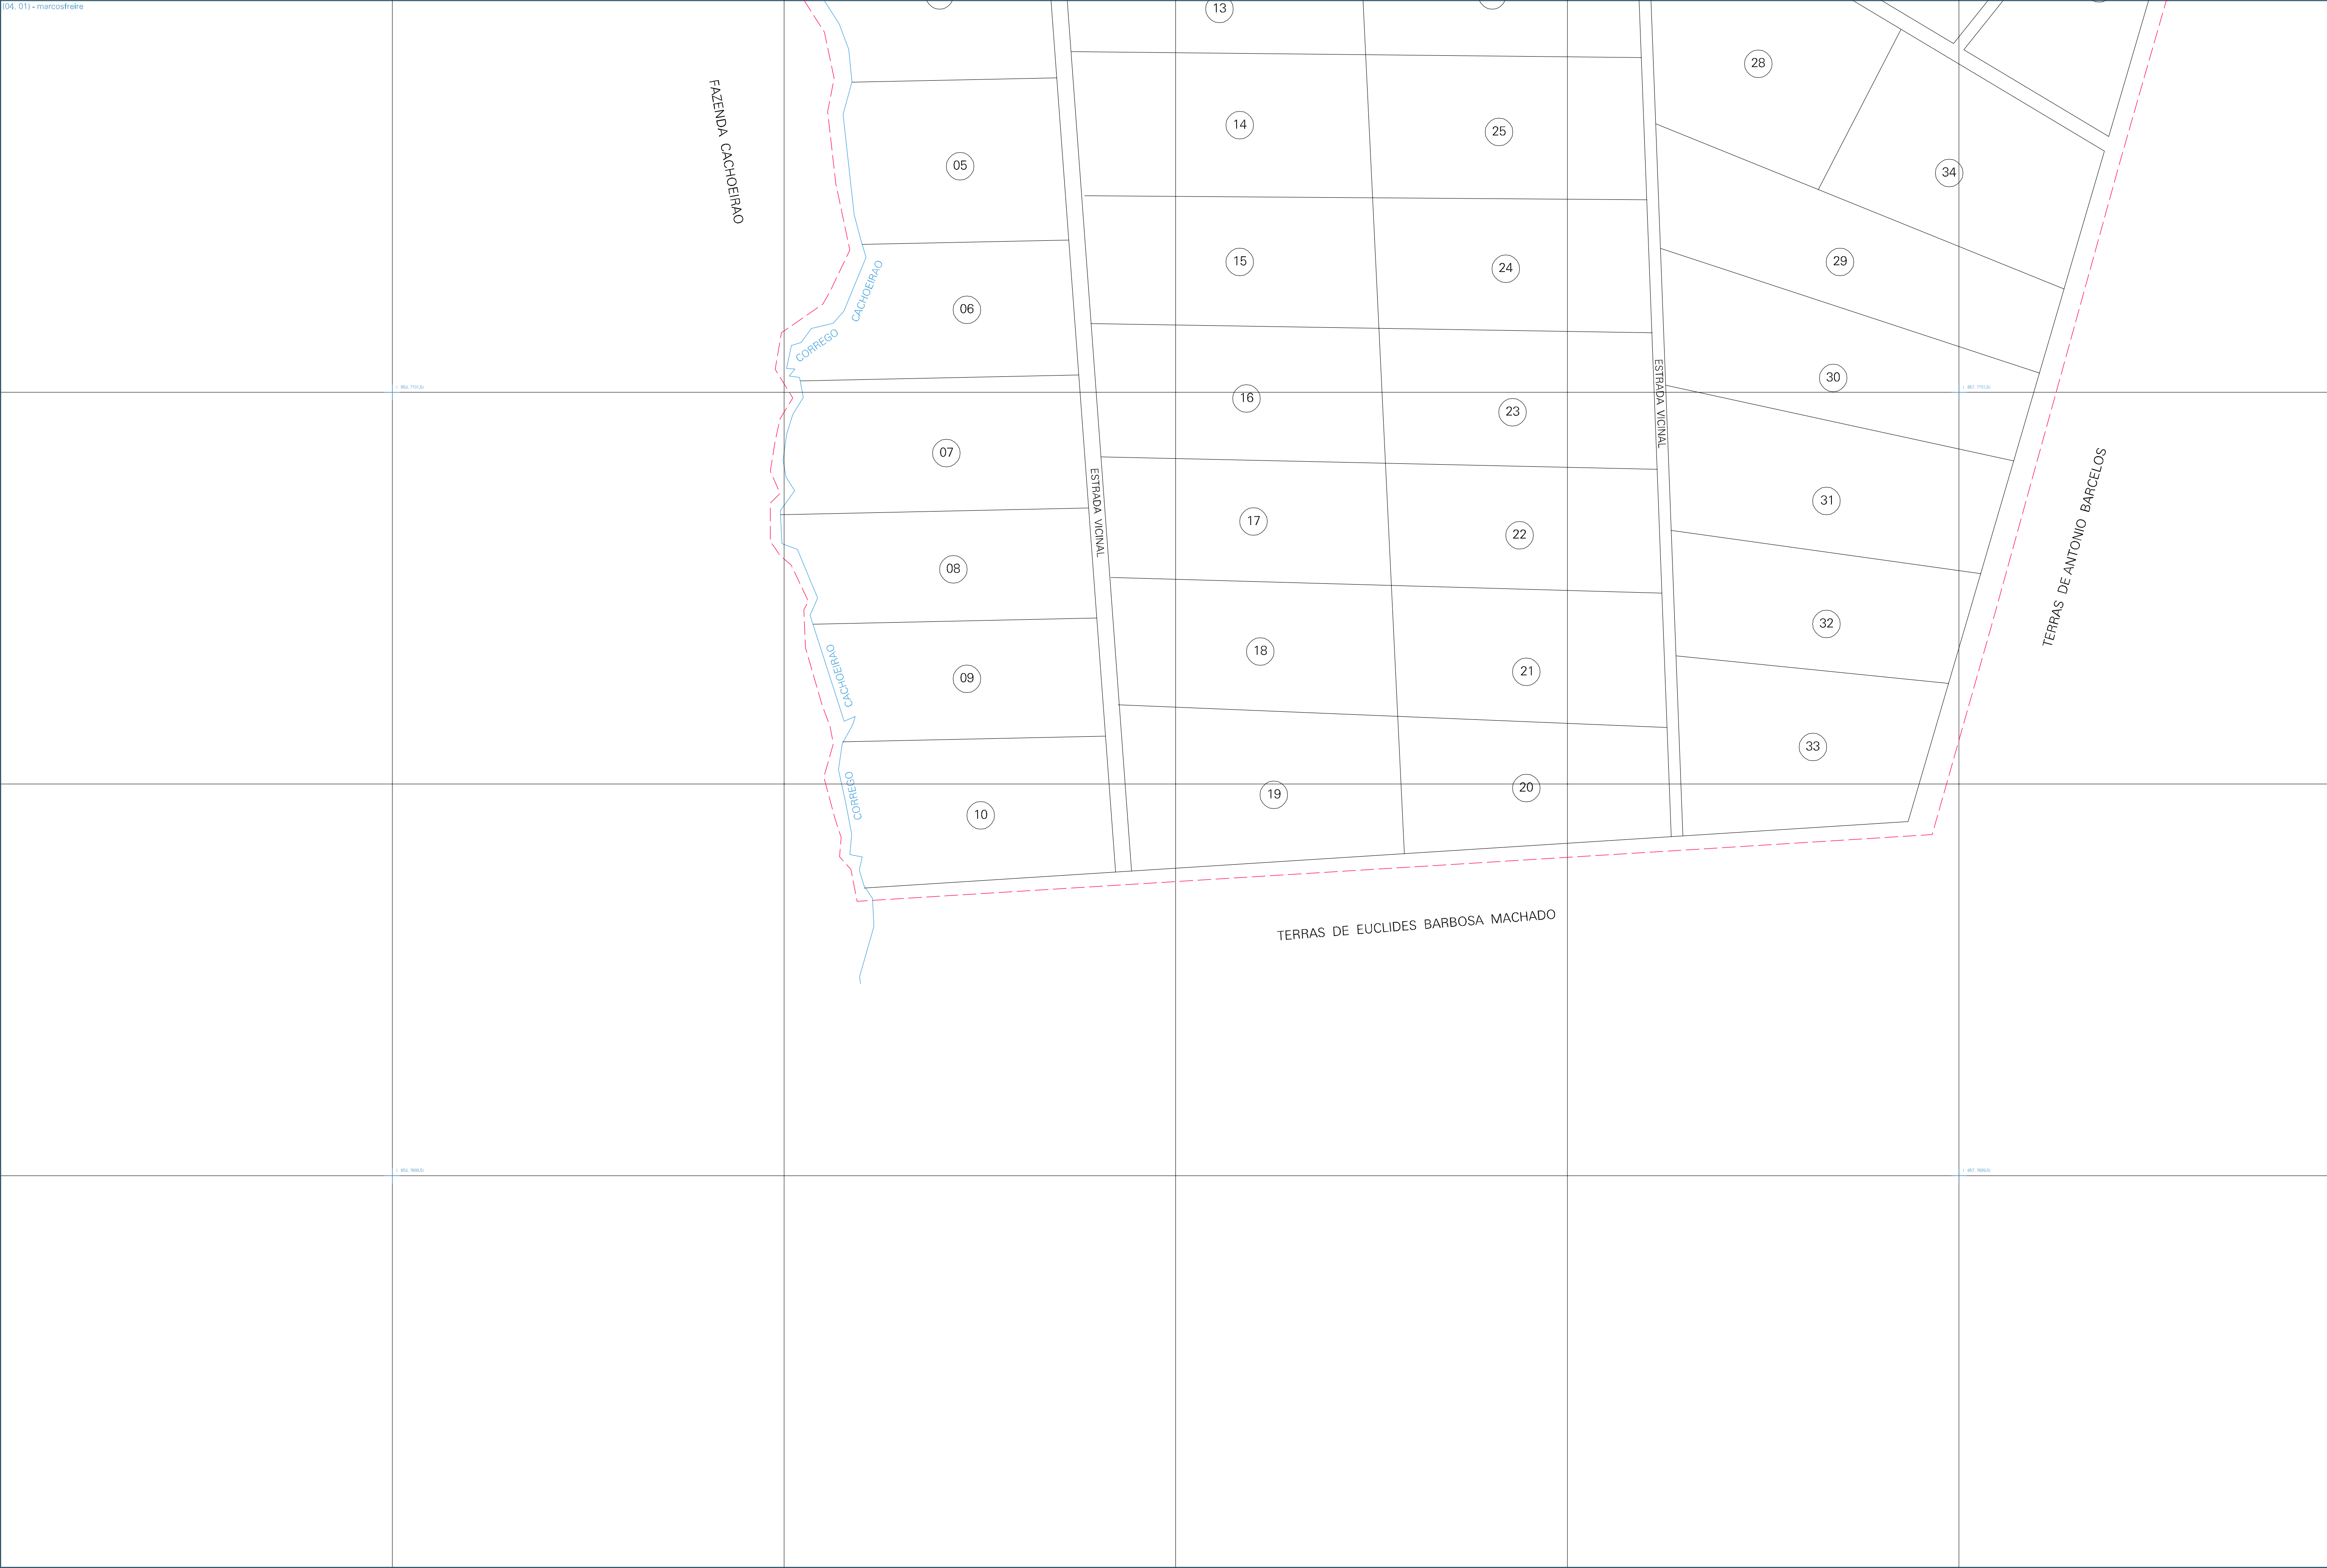 (04, 01) - marcosfreire
13
28
FAZENDA CACHOEIRAO
14
25
05
34
CACHOEIRAO
15
24
29
06
CORREGO
ESTRADA VICINAL
30
16
23
07
ESTRADA VICINAL
TERRAS DE ANTONIO BARCELOS
31
17
22
08
32
18
21
09
CACHOEIRAO
33
CORREGO
19
20
10
TERRAS DE EUCLIDES BARBOSA MACHADO